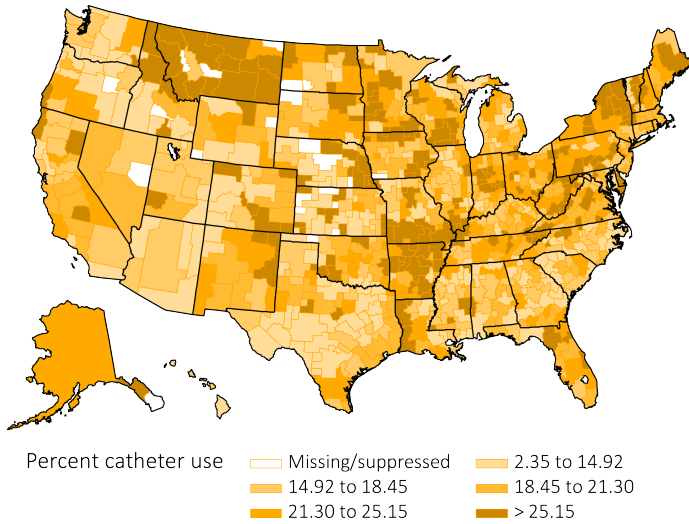 Percent catheter use
Missing/suppressed
2.35 to 14.92
14.92 to 18.45
18.45 to 21.30
21.30 to 25.15
> 25.15